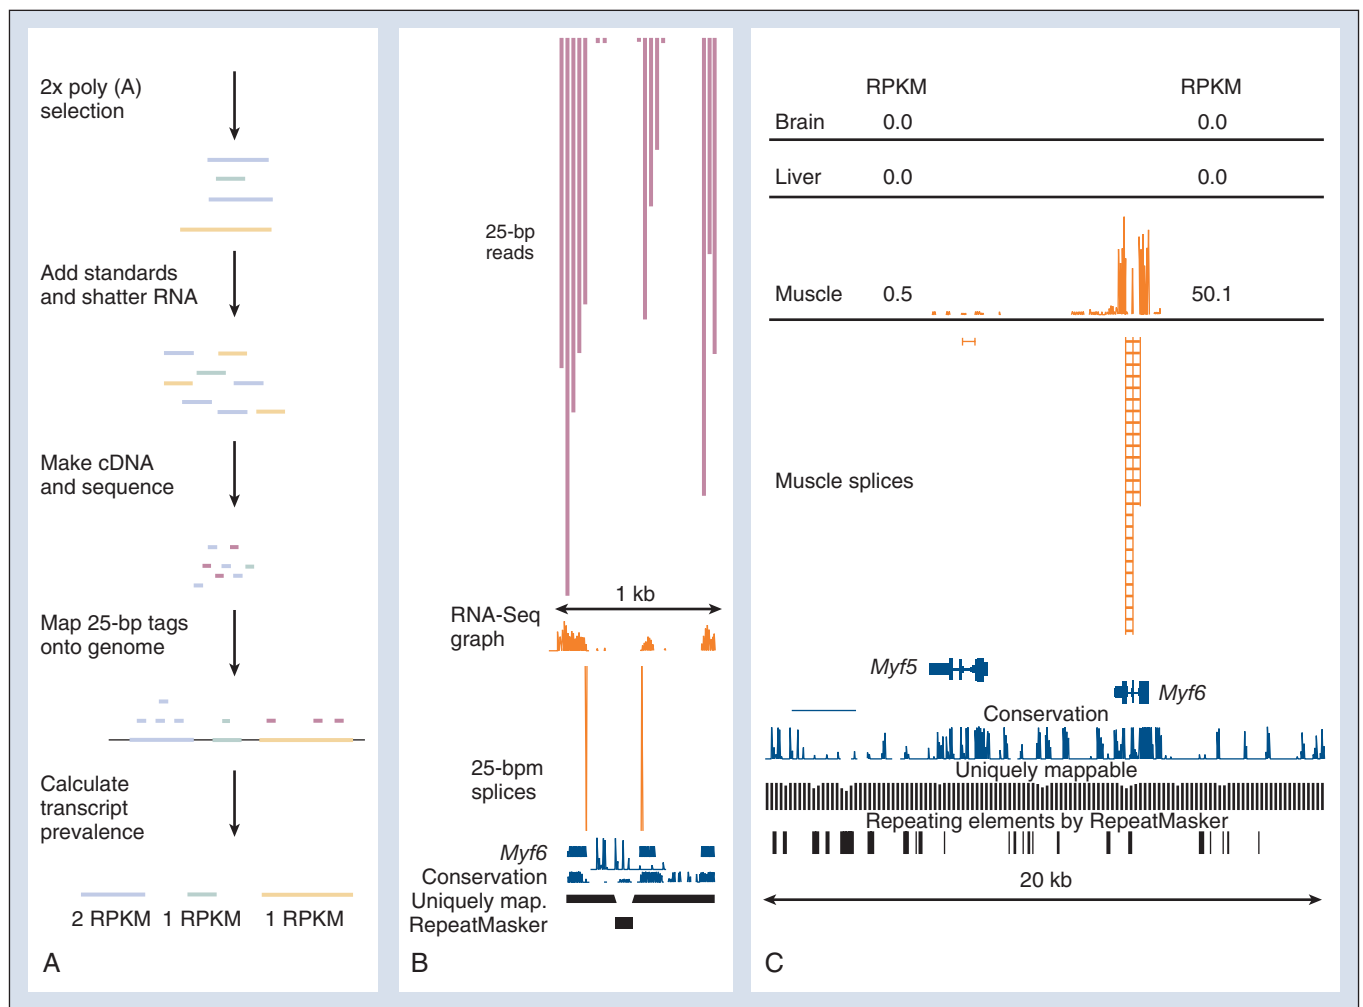 2x poly (A)
selection
Add standards
and shatter RNA
Make cDNA
and sequence
Map 25-bp tags
onto genome
Calculate
transcript
prevalence
2 RPKM 1 RPKM 1 RPKM
A
25-bp
reads
1 kb
RNA-Seq
graph
25-bpm
splices
Myf6
Conservation
Uniquely map.
RepeatMasker
B
RPKM RPKM
Brain 0.0 0.0
Liver 0.0 0.0
Muscle 0.5 50.1
Muscle splices
Myf5
Myf6
Conservation
Uniquely mappable
Repeating elements by RepeatMasker
20 kb
C